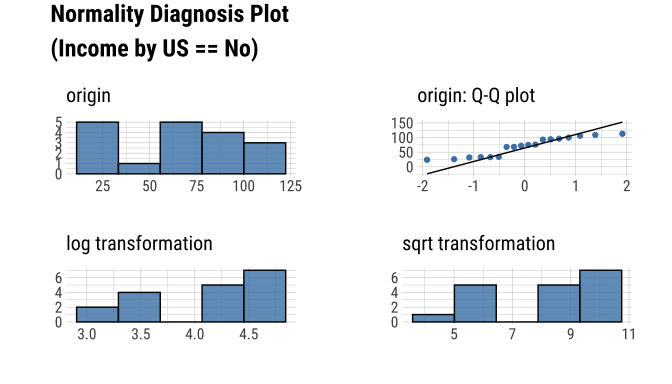 Normality Diagnosis Plot
(Income by US == No)
origin
origin: Q-Q plot
5
4
3
2
1
0
25 50 75 100 125
150
100
50
0
-2 -1 0 1 2
log transformation
sqrt transformation
6
4
2
0
3.0 3.5 4.0 4.5
6
4
2
0
5 7 9 11